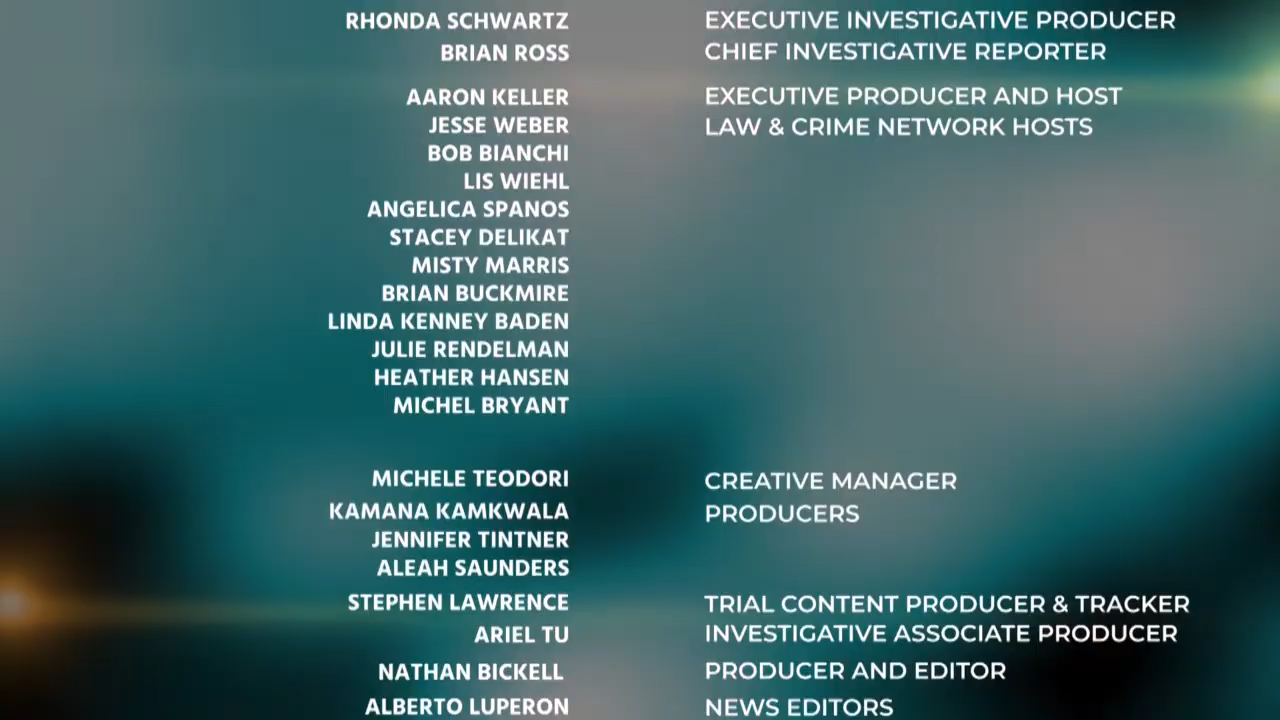 RHONDA SCHWARTZ EXECUTIVE INVESTIGATIVE PRODUCER
BRIAN ROSS CHIEF INVESTIGATIVE REPORTER
AARON KELLER EXECUTIVE PRODUCER AND HOST
JESSE WEBER LAW & CRIME NETWORK HOSTS
BOB BIANCHI
LIS WIEHL
ANGELICA SPANOS
STACEY DELIKAT
MISTY MARRIS
BRIAN BUCKMIRE
LINDA KENNEY BADEN
JULIE RENDELMAN
HEATHER HANSEN
MICHEL BRYANT
MICHELE TEODORI CREATIVE MANAGER
KAMANA KAMKWALA PRODUCERS
JENNIFER TINTNER
ALEAH SAUNDERS
STEPHEN LAWRENCE TRIAL CONTENT PRODUCER & TRACKER
ARIEL TU INVESTIGATIVE ASSOCIATE PRODUCER
NATHAN BICKELL PRODUCER AND EDITOR
ALBERTO LUPERON NEWS EDITORS